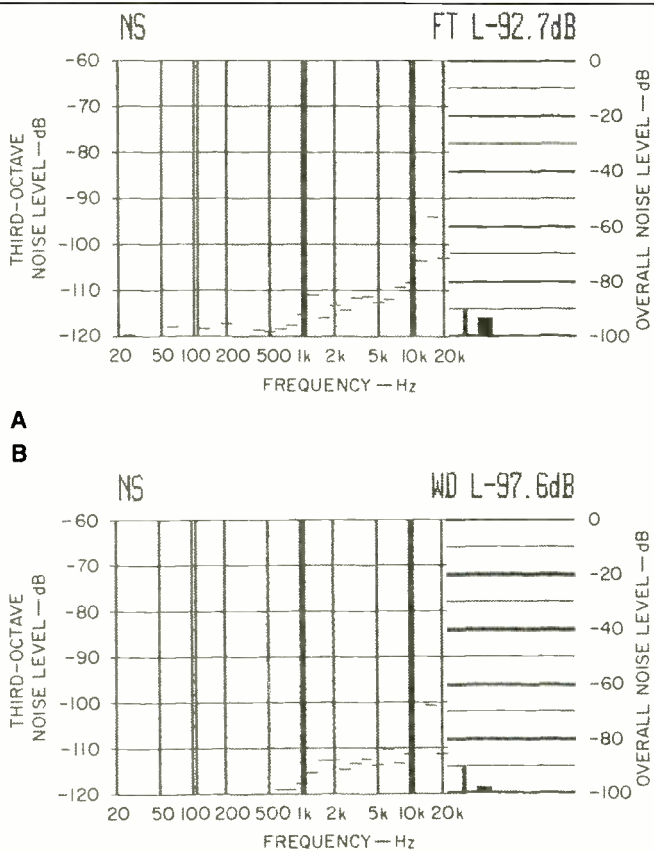 NS FT L-92.7dB
THIRD-OCTAVE
NOISE LEVEL—dB
-60
-70
-80
-90
-100
-110
-120
0
-20
-40
-60
-80
-100
OVERALL NOISE LEVEL—dB
20 50 100 200 500 1k 2k 5k 10k 20k
FREQUENCY—Hz
A
B
NS WD L-97.6dB
THIRD-OCTAVE
NOISE LEVEL—dB
-60
-70
-80
-90
-100
-110
-120
0
-20
-40
-60
-80
-100
OVERALL NOISE LEVEL—dB
20 50 100 200 500 1k 2k 5k 10k 20k
FREQUENCY—Hz